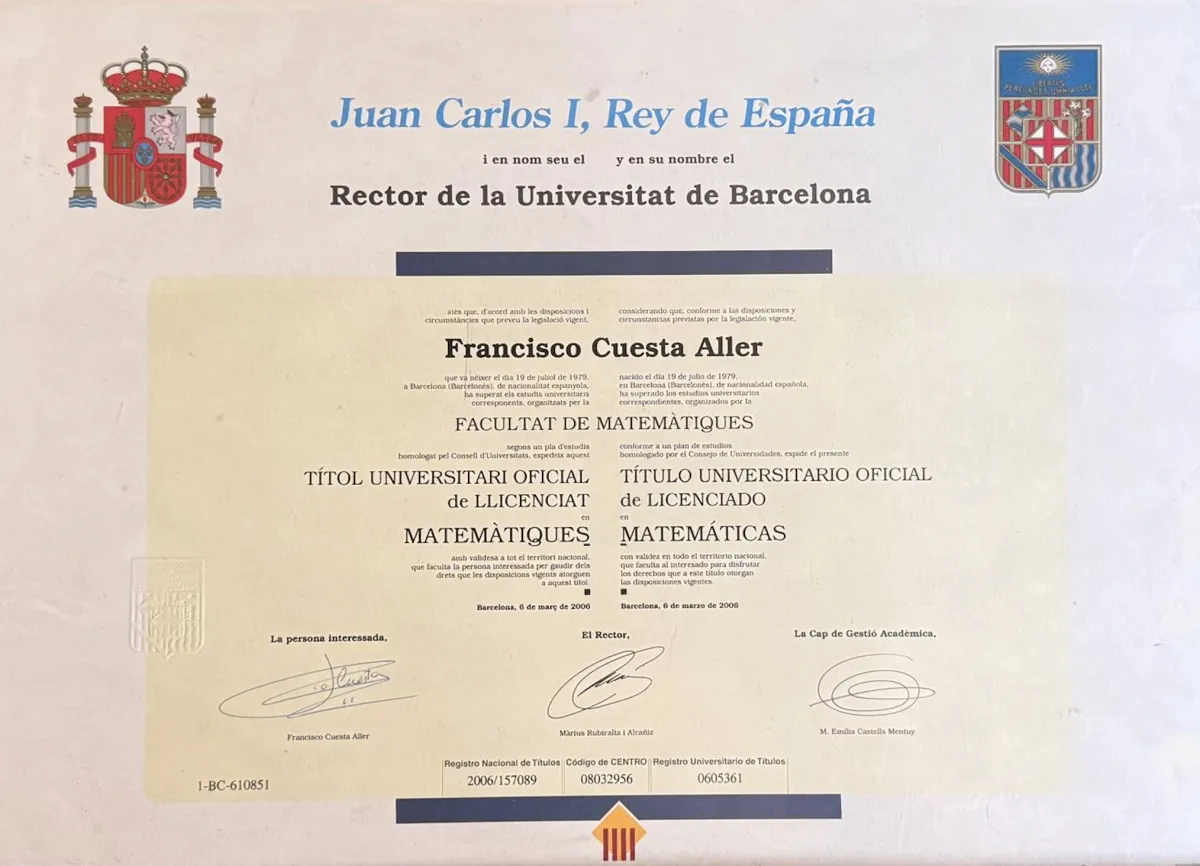 Juan Carlos I, Rey de España
i en nom seu el y en su nombre el
Rector de la Universitat de Barcelona
atès que, d'acord amb les disposicions i
circumstàncies que preveu la legislació vigent,
considerando que, conforme a las disposiciones y
circunstancias previstas por la legislación vigente,
Francisco Cuesta Aller
que va néixer el dia 19 de juliol de 1979,
a Barcelona (Barcelonès), de nacionalitat espanyola,
ha superat els estudis universitaris
corresponents, organitzats per la
nacido el día 19 de julio de 1979,
en Barcelona (Barcelonès), de nacionalidad española,
ha superado los estudios universitarios
correspondientes, organizados por la
FACULTAT DE MATEMÀTIQUES
segons un pla d'estudis
homologat pel Consell d'Universitats, expedeix aquest
conforme a un plan de estudios
homologado por el Consejo de Universidades, expide el presente
TÍTOL UNIVERSITARI OFICIAL
de LLICENCIAT
en
MATEMÀTIQUES
TÍTULO UNIVERSITARIO OFICIAL
de LICENCIADO
en
MATEMÁTICAS
amb validesa a tot el territori nacional,
que faculta la persona interessada per gaudir dels
drets que les disposicions vigents atorguen
a aquest títol.
con validez en todo el territorio nacional,
que faculta al interesado para disfrutar
los derechos que a este título otorgan
las disposiciones vigentes.
Barcelona, 6 de març de 2006
Barcelona, 6 de marzo de 2006
La persona interessada,
El Rector,
La Cap de Gestió Acadèmica,
Cuesta
Francisco Cuesta Aller
Màrius Rubiralta i Alcañiz
M. Emilia Castells Mentuy
Registro Nacional de Títulos
2006/157089
Código de CENTRO
08032956
Registro Universitario de Títulos
0605361
1-BC-610851